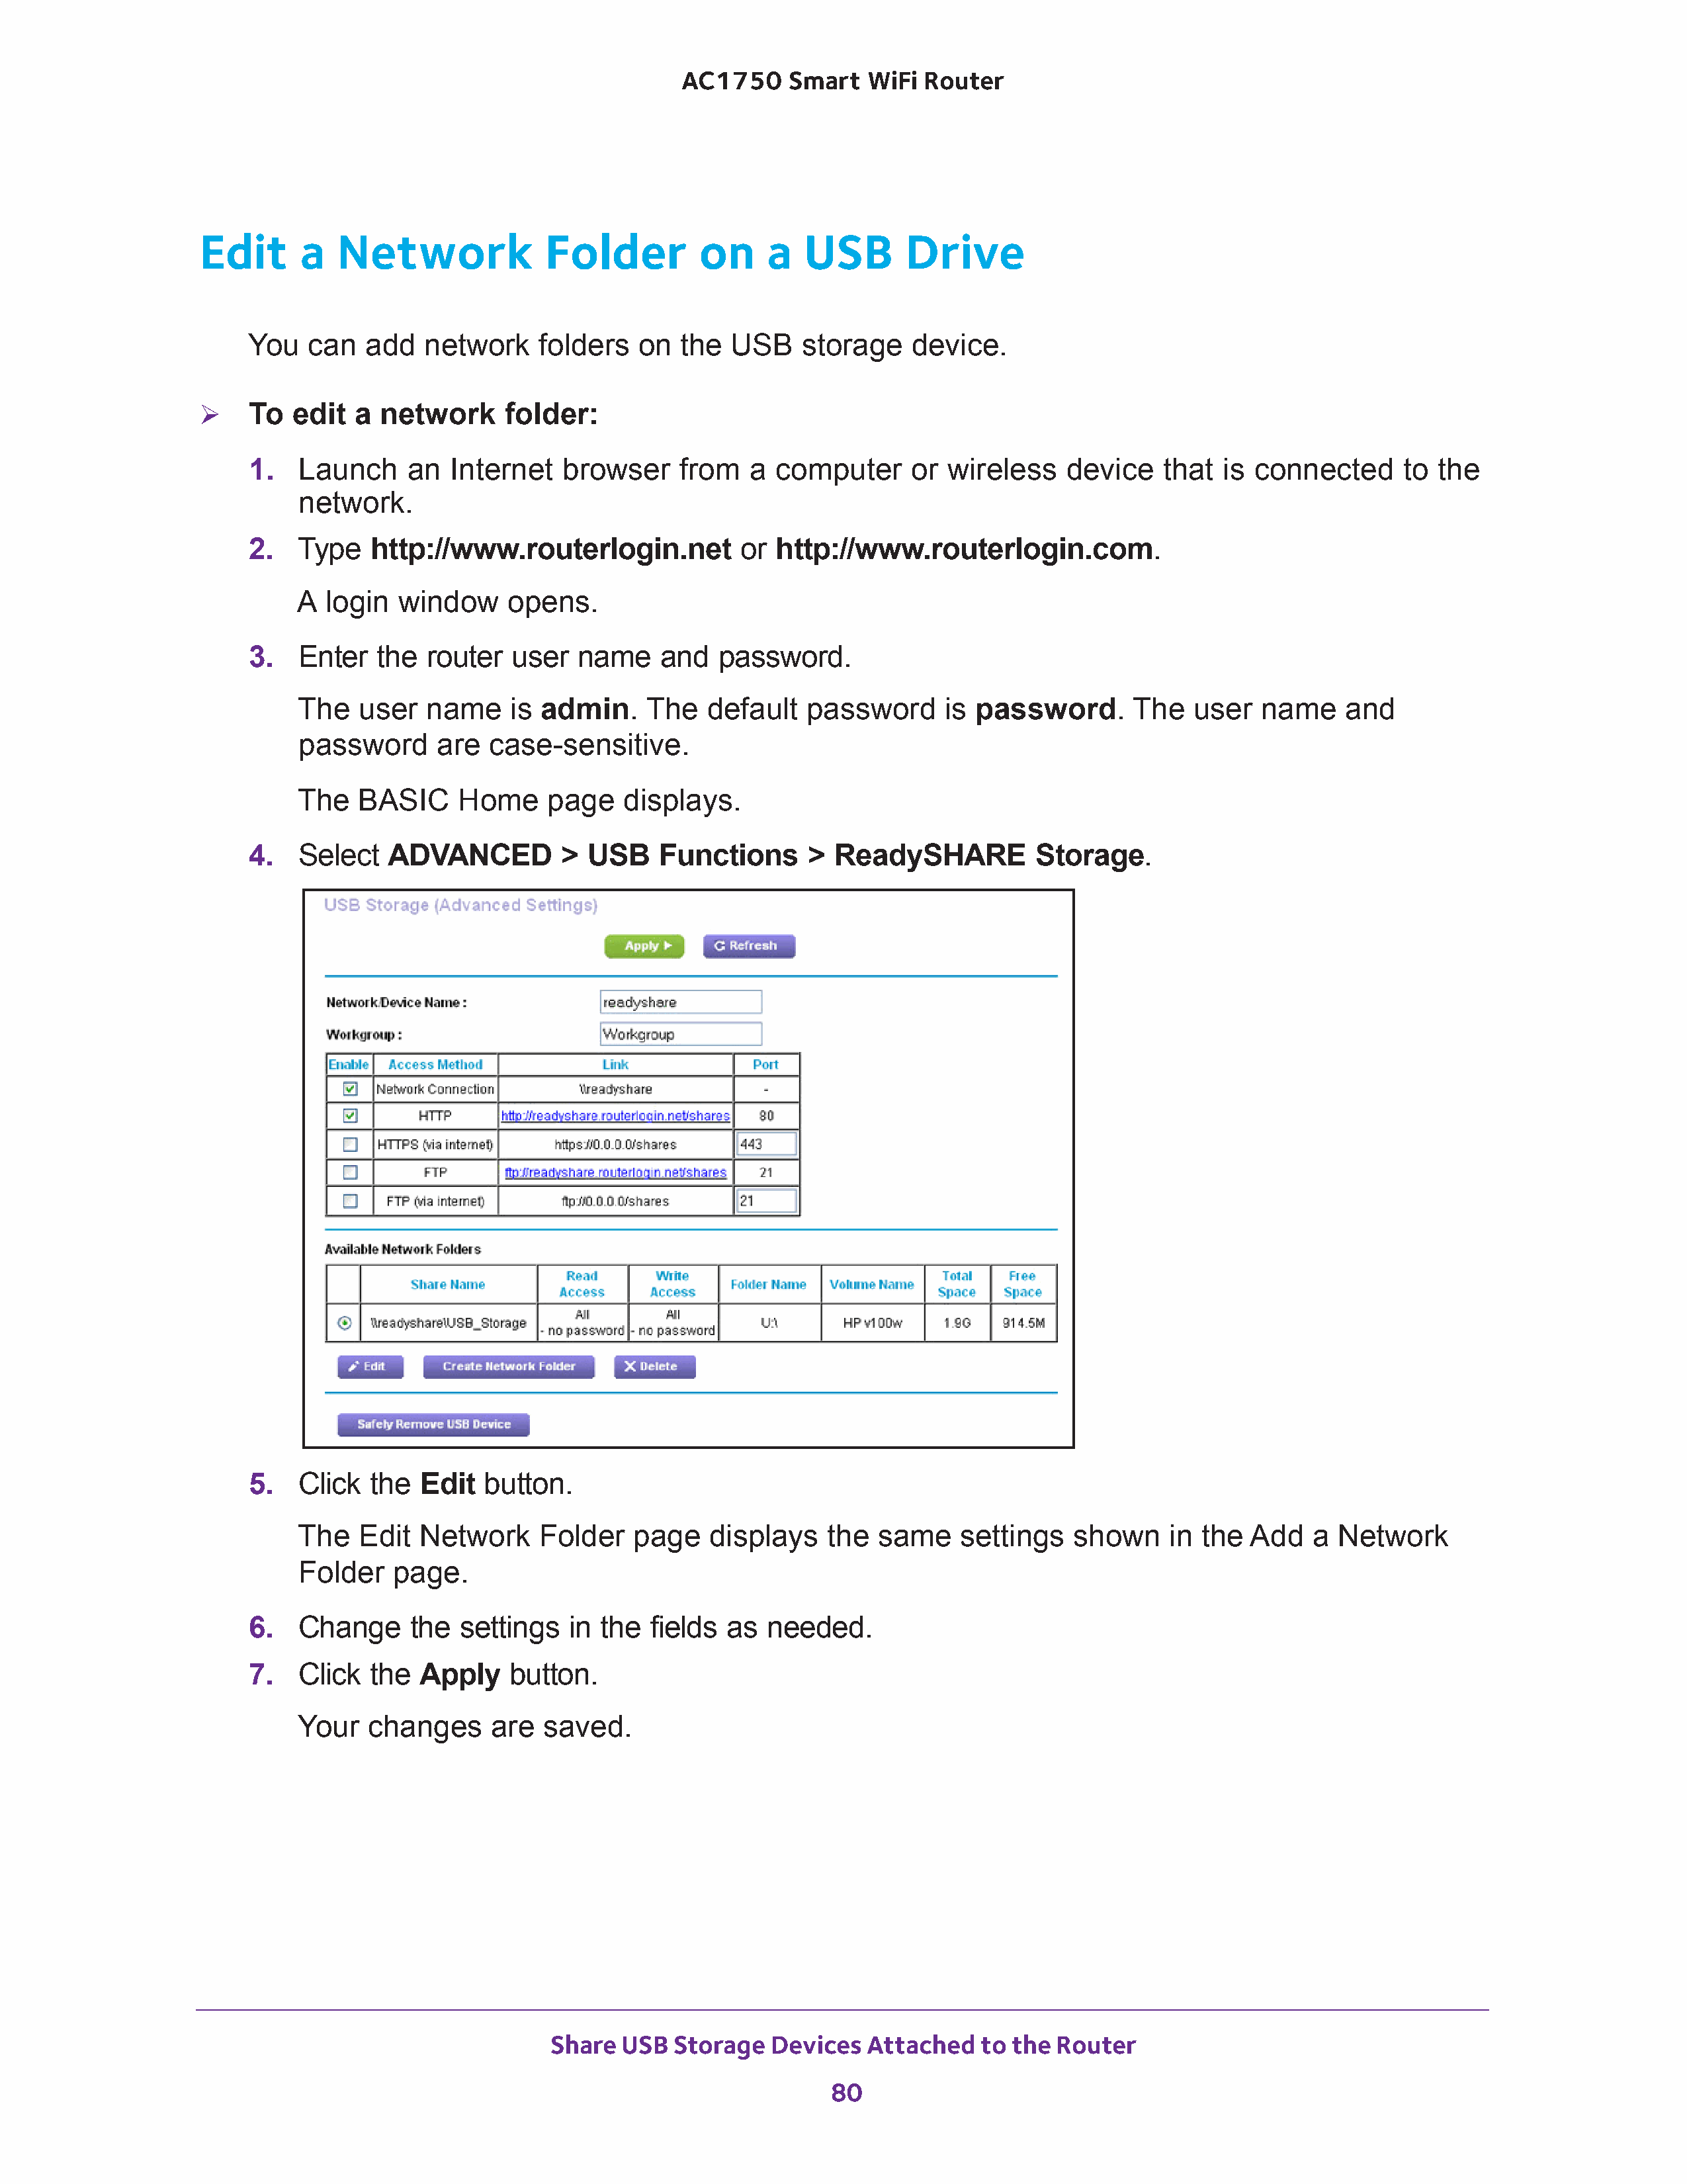 AC1750 Smart WiFi Router
Edit a Network Folder on a USB Drive
You can add network folders on the USB storage device.
➢ To edit a network folder:
1. Launch an Internet browser from a computer or wireless device that is connected to the
network.
2. Type http://www.routerlogin.net or http://www.routerlogin.com.
A login window opens.
3. Enter the router user name and password.
The user name is admin. The default password is password. The user name and
password are case-sensitive.
The BASIC Home page displays.
4. Select ADVANCED > USB Functions > ReadySHARE Storage.
USB Storage (Advanced Settings)
Apply Refresh
Network/Device Name : readyshare
Workgroup : Workgroup
Enable Access Method Link Port
Network Connection \\readyshare -
HTTP http://readyshare.routerlogin.net/shares 80
HTTPS (via internet) https://0.0.0.0/shares 443
FTP ftp://readyshare.routerlogin.net/shares 21
FTP (via internet) ftp://0.0.0.0/shares 21
Available Network Folders
Share Name Read Access Write Access Folder Name Volume Name Total Space Free Space
\\readyshare\USB_Storage All - no password All - no password U:\ HP v100w 1.9G 914.5M
Edit Create Network Folder X Delete
Safely Remove USB Device
5. Click the Edit button.
The Edit Network Folder page displays the same settings shown in the Add a Network
Folder page.
6. Change the settings in the fields as needed.
7. Click the Apply button.
Your changes are saved.
Share USB Storage Devices Attached to the Router
80